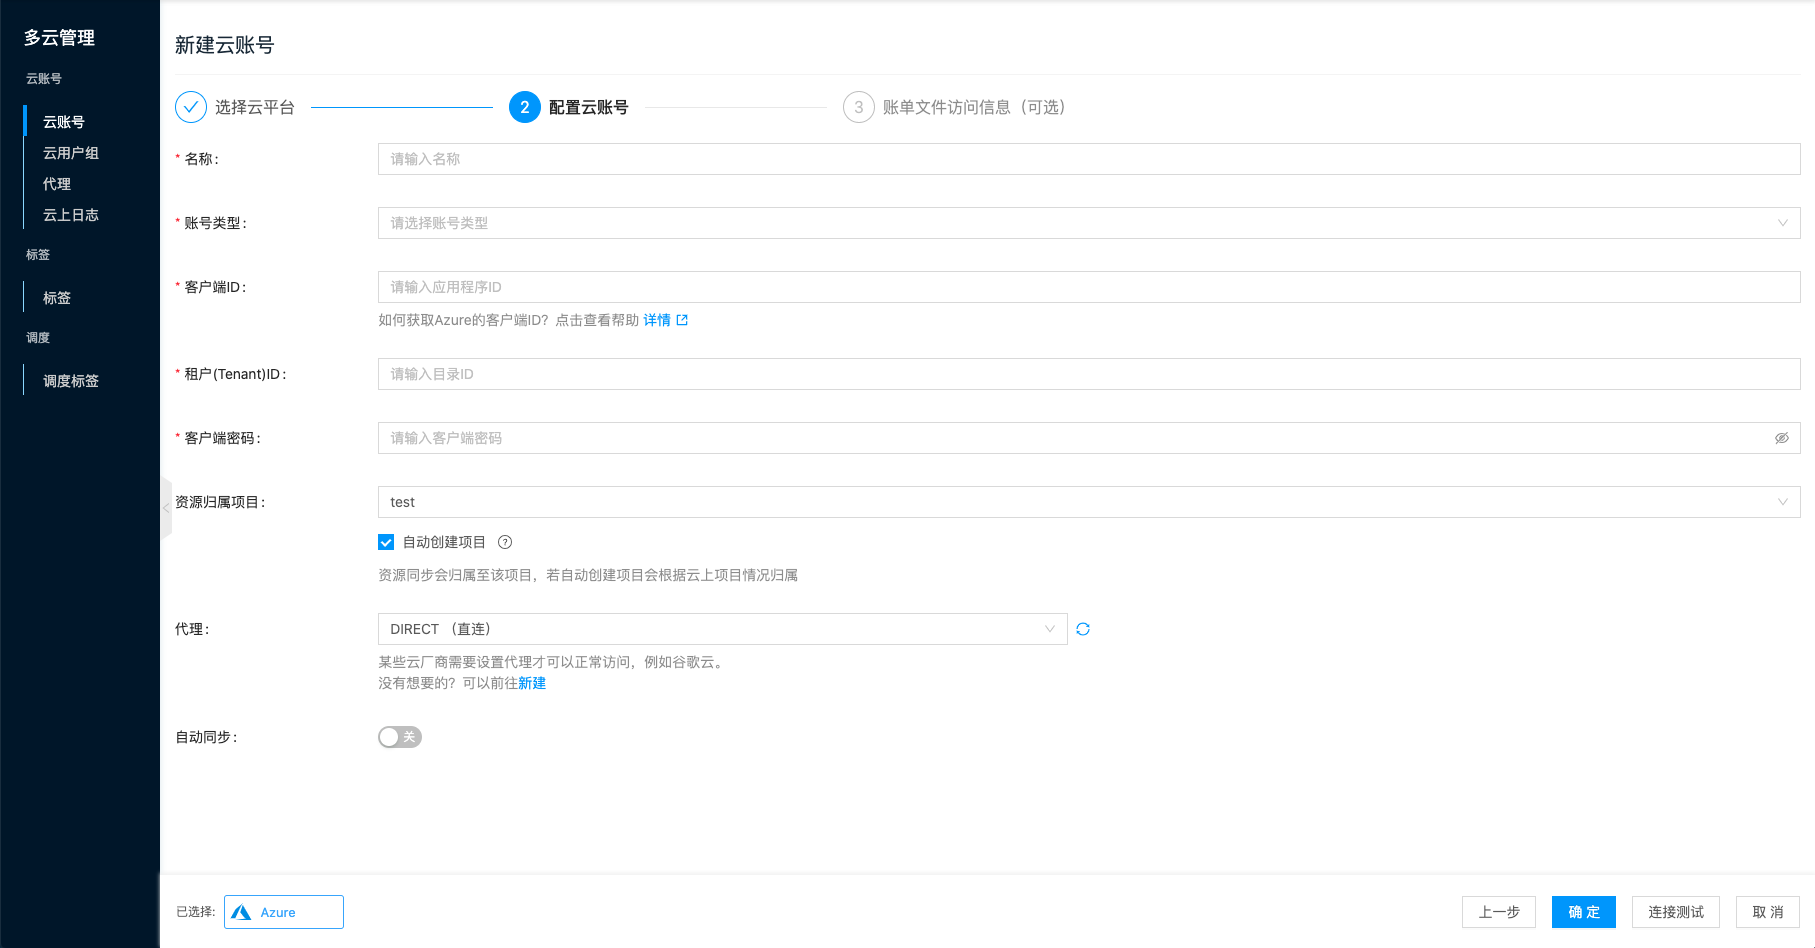 多云管理
云账号
云账号
云用户组
代理
云上日志
标签
标签
调度
调度标签
新建云账号
选择云平台
2 配置云账号
3 账单文件访问信息（可选）
* 名称：
请输入名称
* 账号类型：
请选择账号类型
* 客户端ID：
请输入应用程序ID
如何获取Azure的客户端ID？点击查看帮助 详情
* 租户(Tenant)ID：
请输入目录ID
* 客户端密码：
请输入客户端密码
资源归属项目：
test
自动创建项目 ?
资源同步会归属至该项目，若自动创建项目会根据云上项目情况归属
代理：
DIRECT （直连）
某些云厂商需要设置代理才可以正常访问，例如谷歌云。
没有想要的？可以前往新建
自动同步：
关
已选择: Azure
上一步
确 定
连接测试
取 消